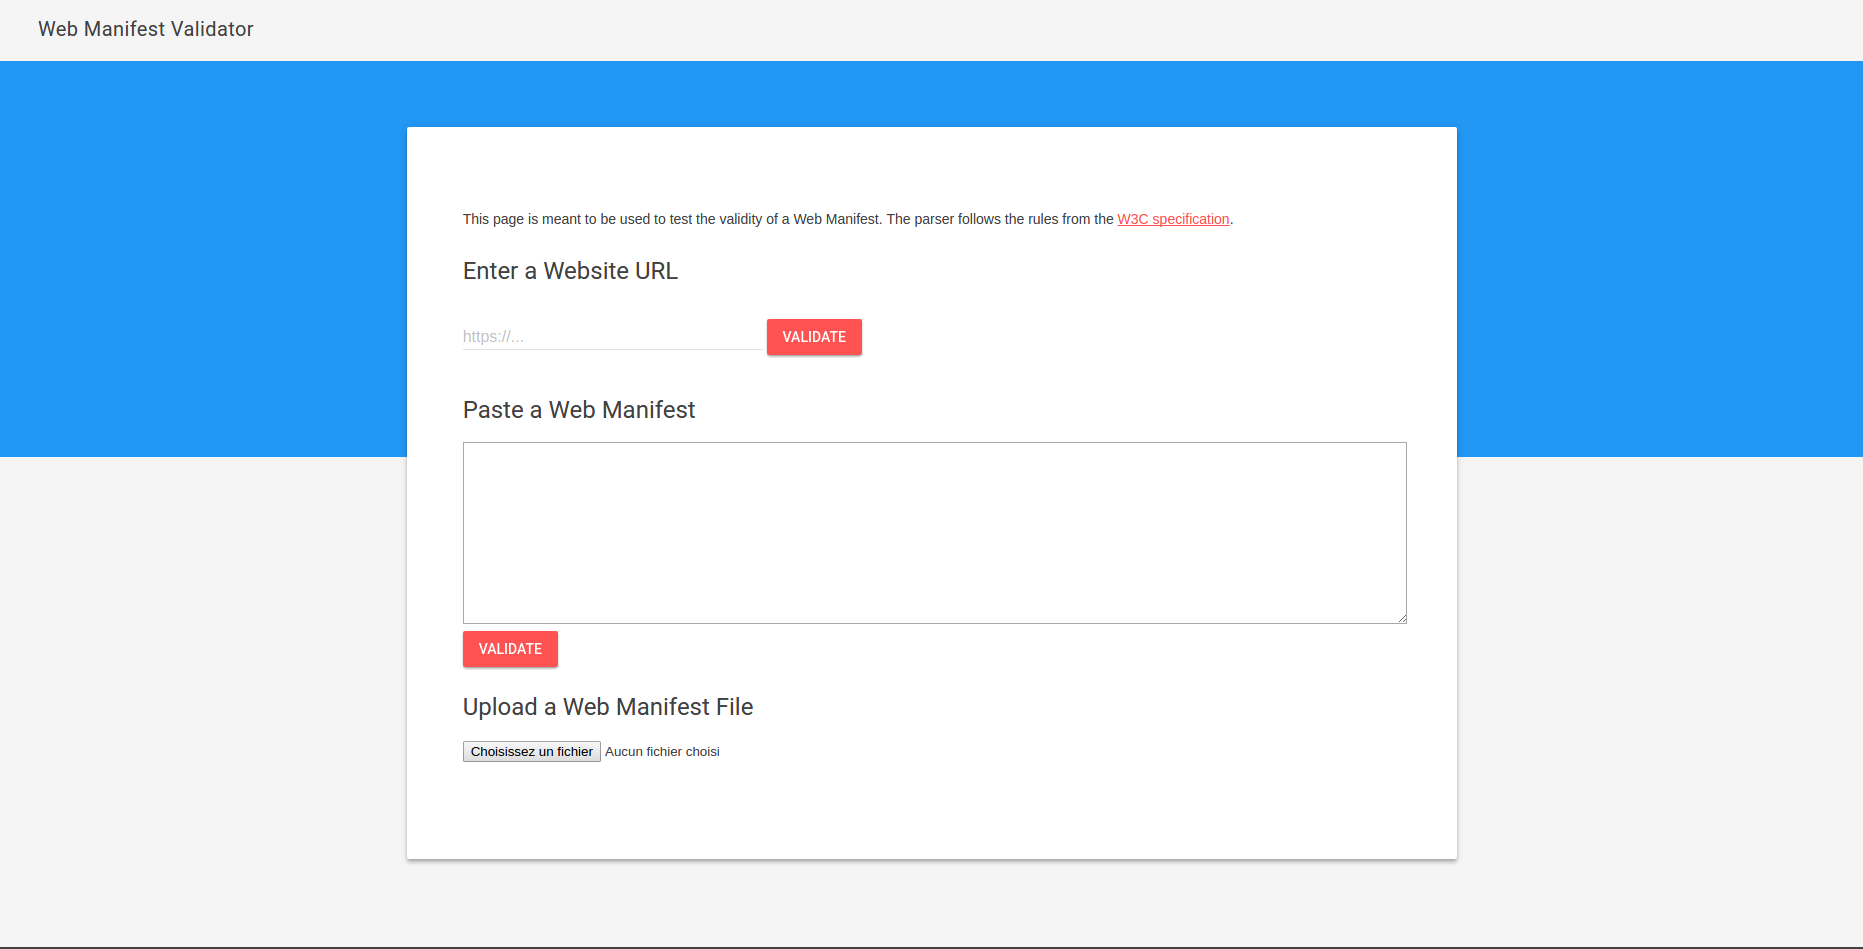 Web Manifest Validator
This page is meant to be used to test the validity of a Web Manifest. The parser follows the rules from the W3C specification.
Enter a Website URL
https://... VALIDATE
Paste a Web Manifest
VALIDATE
Upload a Web Manifest File
Choisissez un fichier Aucun fichier choisi